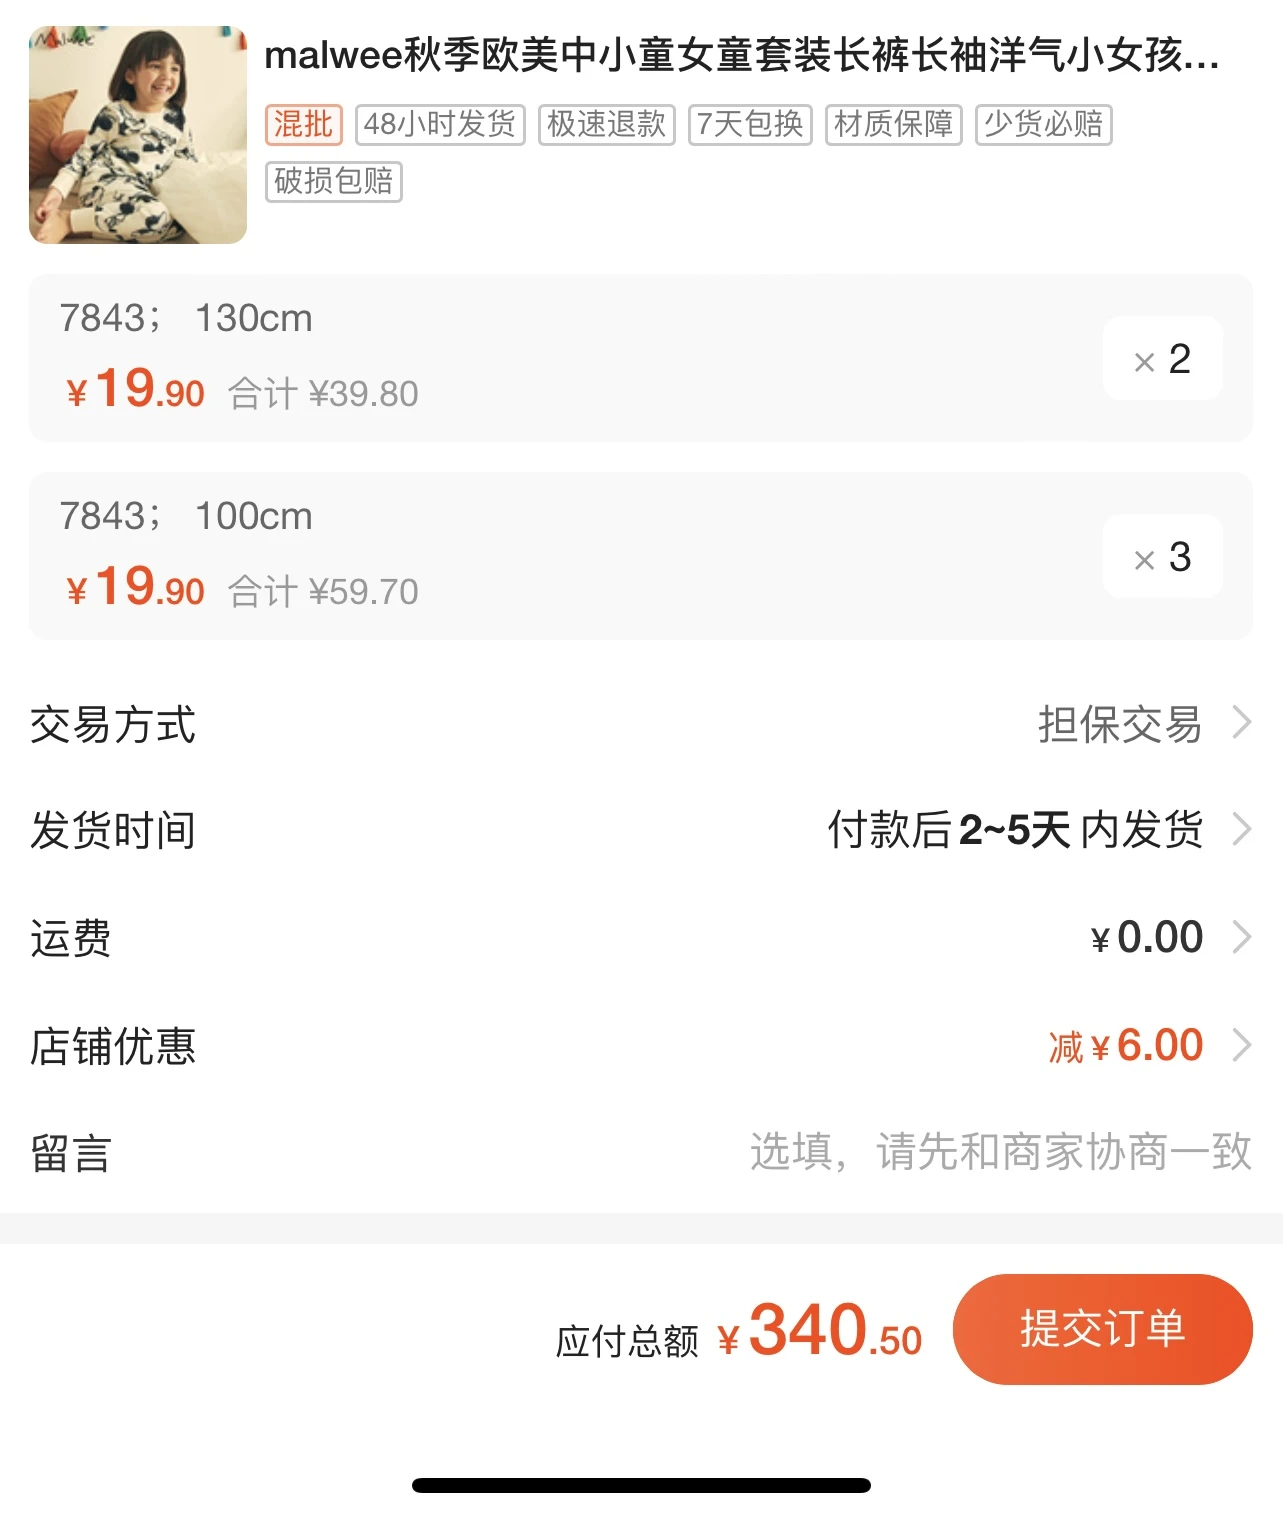 Malwee
malwee秋季欧美中小童女童套装长裤长袖洋气小女孩...
混批 48小时发货 极速退款 7天包换 材质保障 少货必赔
破损包赔
7843； 130cm
× 2
¥19.90 合计 ¥39.80
7843； 100cm
× 3
¥19.90 合计 ¥59.70
交易方式 担保交易
发货时间 付款后2~5天内发货
运费 ¥0.00
店铺优惠 减¥6.00
留言 选填，请先和商家协商一致
应付总额 ¥340.50 提交订单